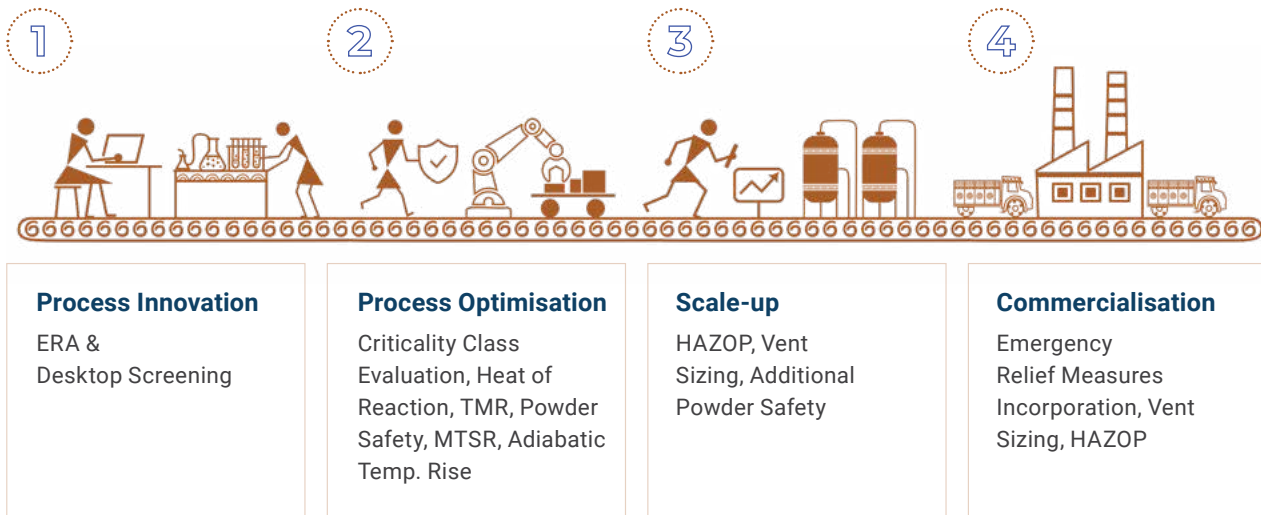 1
2
3
4
Process Innovation
ERA &
Desktop Screening
Process Optimisation
Criticality Class
Evaluation, Heat of
Reaction, TMR, Powder
Safety, MTSR, Adiabatic
Temp. Rise
Scale-up
HAZOP, Vent
Sizing, Additional
Powder Safety
Commercialisation
Emergency
Relief Measures
Incorporation, Vent
Sizing, HAZOP